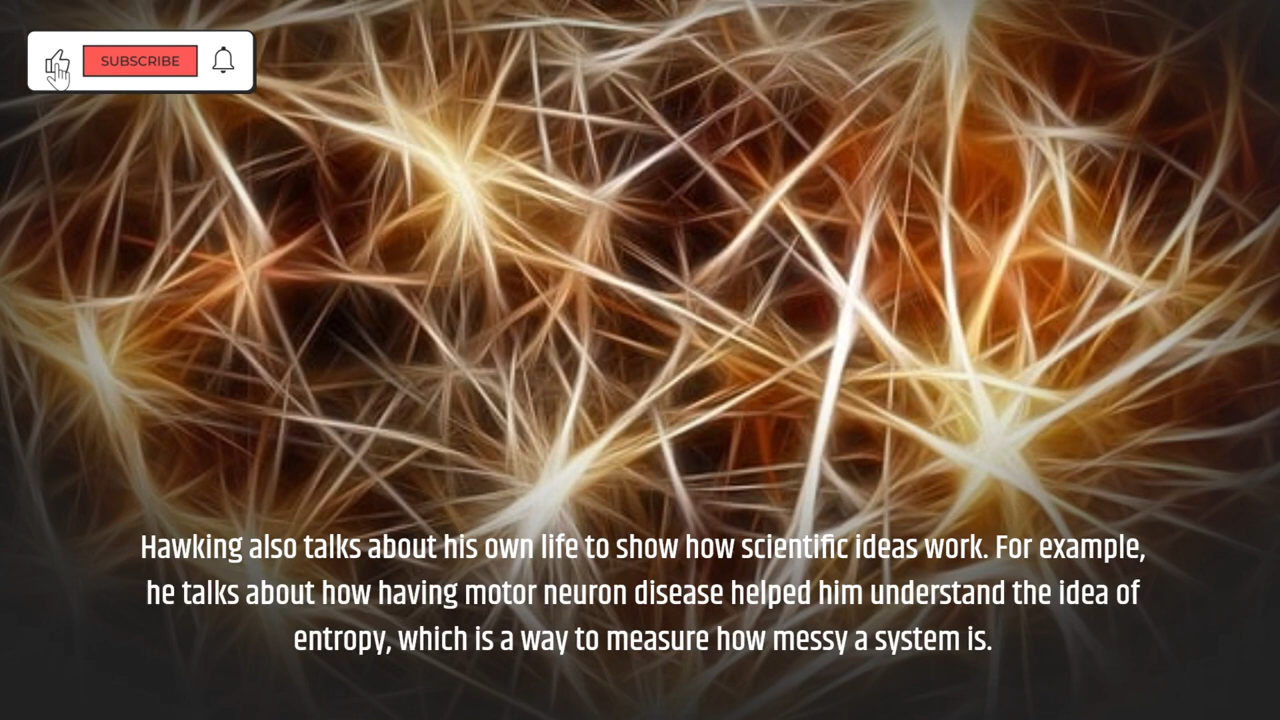 SUBSCRIBE
Hawking also talks about his own life to show how scientific ideas work. For example,
he talks about how having motor neuron disease helped him understand the idea of
entropy, which is a way to measure how messy a system is.